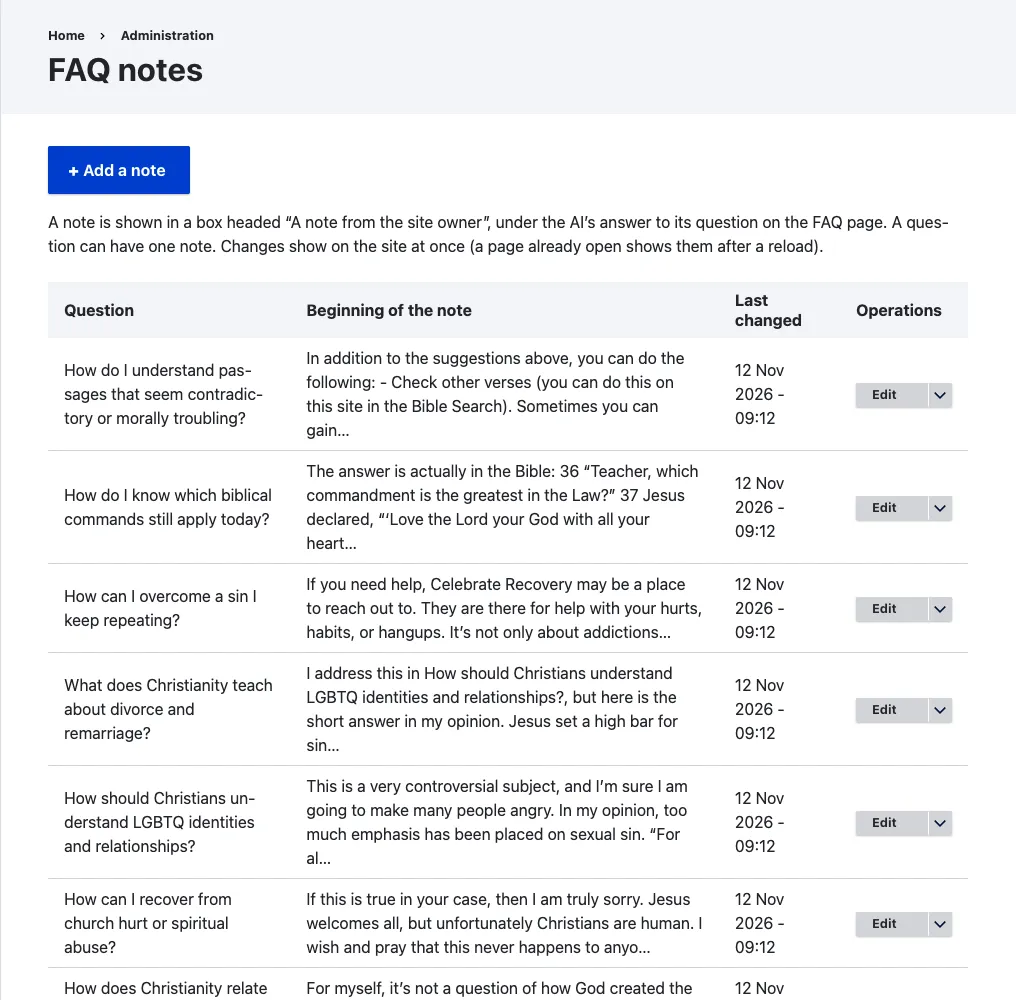 Home > Administration
FAQ notes
+ Add a note
A note is shown in a box headed “A note from the site owner”, under the AI’s answer to its question on the FAQ page. A ques-
tion can have one note. Changes show on the site at once (a page already open shows them after a reload).
Question
Beginning of the note
Last
changed
Operations
How do I understand pas-
sages that seem contradic-
tory or morally troubling?
In addition to the suggestions above, you can do the
following: - Check other verses (you can do this on
this site in the Bible Search). Sometimes you can
gain…
12 Nov
2026 -
09:12
Edit
How do I know which biblical
commands still apply today?
The answer is actually in the Bible: 36 “Teacher, which
commandment is the greatest in the Law?” 37 Jesus
declared, “‘Love the Lord your God with all your
heart…
12 Nov
2026 -
09:12
Edit
How can I overcome a sin I
keep repeating?
If you need help, Celebrate Recovery may be a place
to reach out to. They are there for help with your hurts,
habits, or hangups. It’s not only about addictions…
12 Nov
2026 -
09:12
Edit
What does Christianity teach
about divorce and
remarriage?
I address this in How should Christians understand
LGBTQ identities and relationships?, but here is the
short answer in my opinion. Jesus set a high bar for
sin…
12 Nov
2026 -
09:12
Edit
How should Christians un-
derstand LGBTQ identities
and relationships?
This is a very controversial subject, and I’m sure I am
going to make many people angry. In my opinion, too
much emphasis has been placed on sexual sin. “For
al…
12 Nov
2026 -
09:12
Edit
How can I recover from
church hurt or spiritual
abuse?
If this is true in your case, then I am truly sorry. Jesus
welcomes all, but unfortunately Christians are human. I
wish and pray that this never happens to anyo…
12 Nov
2026 -
09:12
Edit
How does Christianity relate
For myself, it’s not a question of how God created the
12 Nov